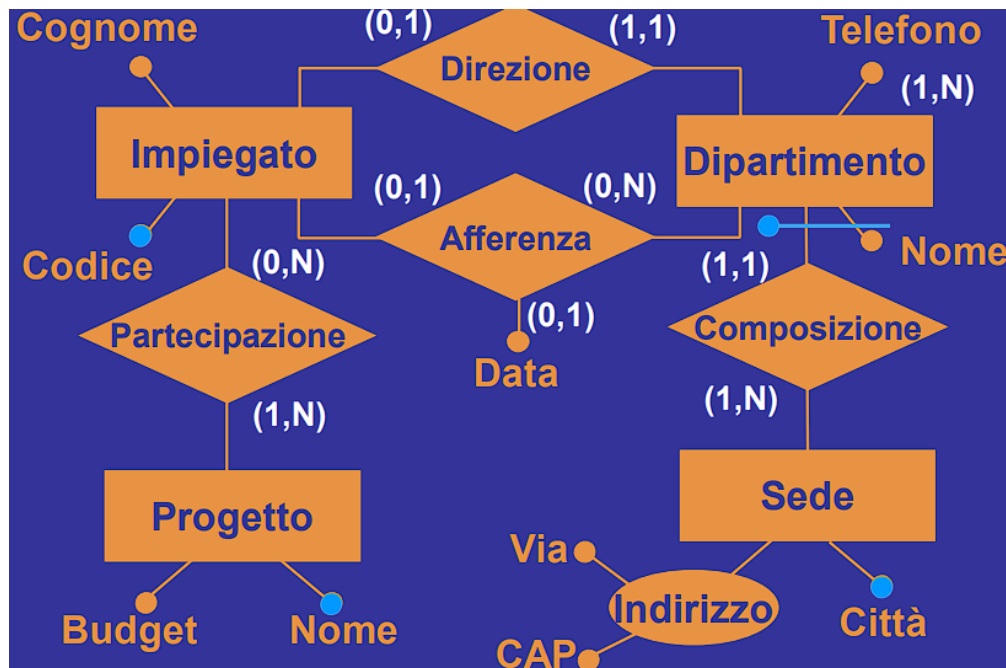 Cognome
(0,1)
(1,1)
Telefono
Direzione
(1,N)
Impiegato
Dipartimento
(0,1)
(0,N)
Afferenza
Codice
(0,N)
(1,1)
Nome
Partecipazione
(0,1)
Composizione
Data
(1,N)
(1,N)
Progetto
Sede
Via
Indirizzo
Budget
Nome
Città
CAP